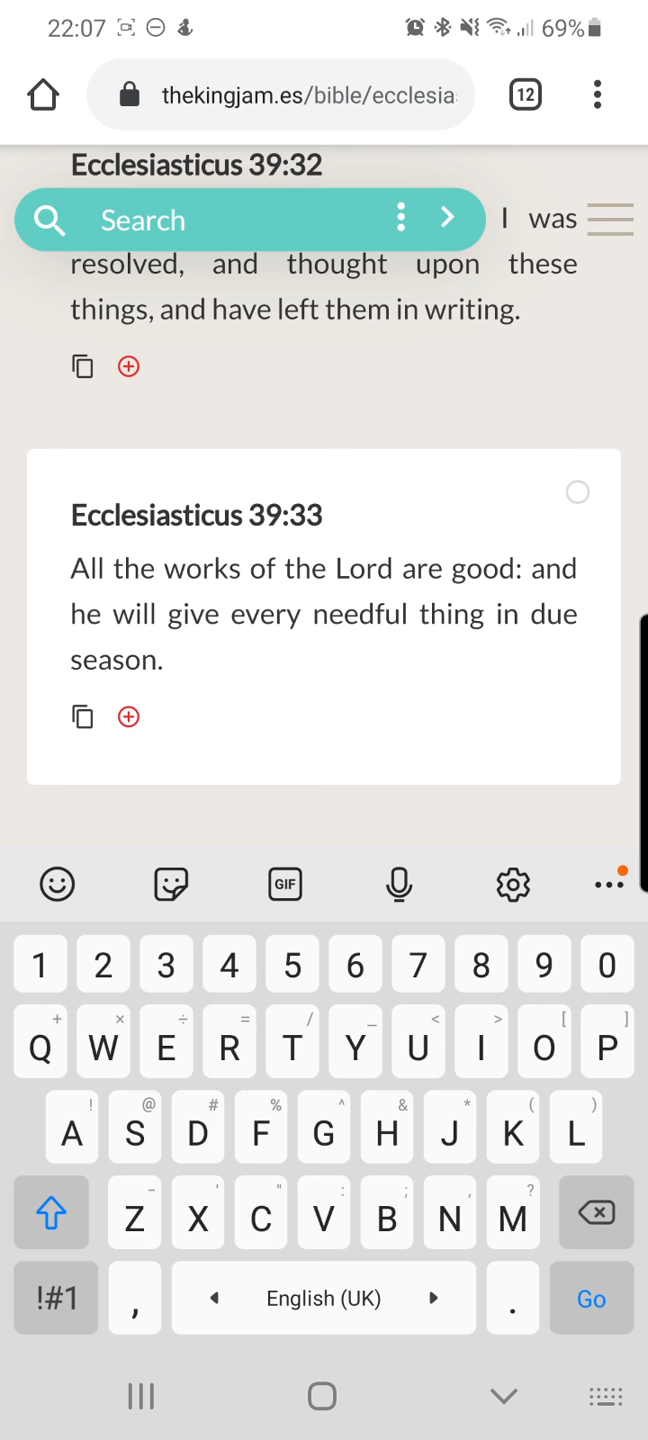 22:07 69%
thekingjam.es/bible/ecclesia 12
Ecclesiasticus 39:32
Search I was
resolved, and thought upon these
things, and have left them in writing.
Ecclesiasticus 39:33
All the works of the Lord are good: and
he will give every needful thing in due
season.
GIF
1 2 3 4 5 6 7 8 9 0
+ × ÷ = / _ < > [ ]
Q W E R T Y U I O P
! @ # % ^ & * ( )
A S D F G H J K L
- ' " : ; , ?
Z X C V B N M
!#1 , English (UK) . Go